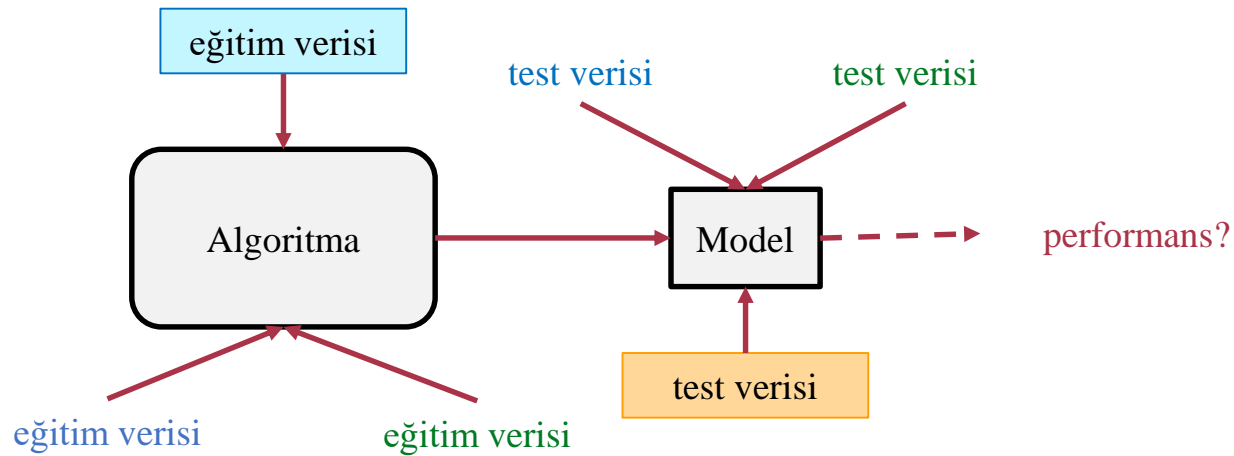 eğitim verisi
test verisi
test verisi
Algoritma
Model
performans?
test verisi
eğitim verisi
eğitim verisi